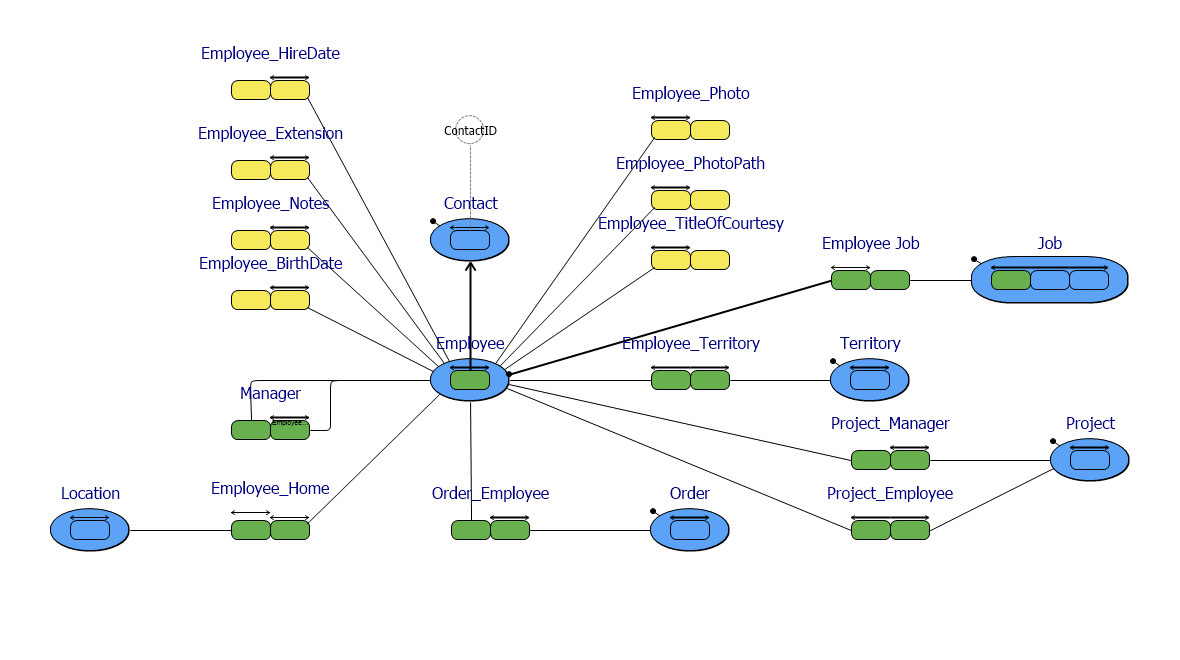 Employee_HireDate
Employee_Photo
ContactID
Employee_Extension
Employee_PhotoPath
Employee_Notes
Contact
Employee_TitleOfCourtesy
Employee Job
Job
Employee_BirthDate
Employee
Employee_Territory
Territory
Manager
Employee...
Project_Manager
Project
Location
Employee_Home
Order_Employee
Order
Project_Employee